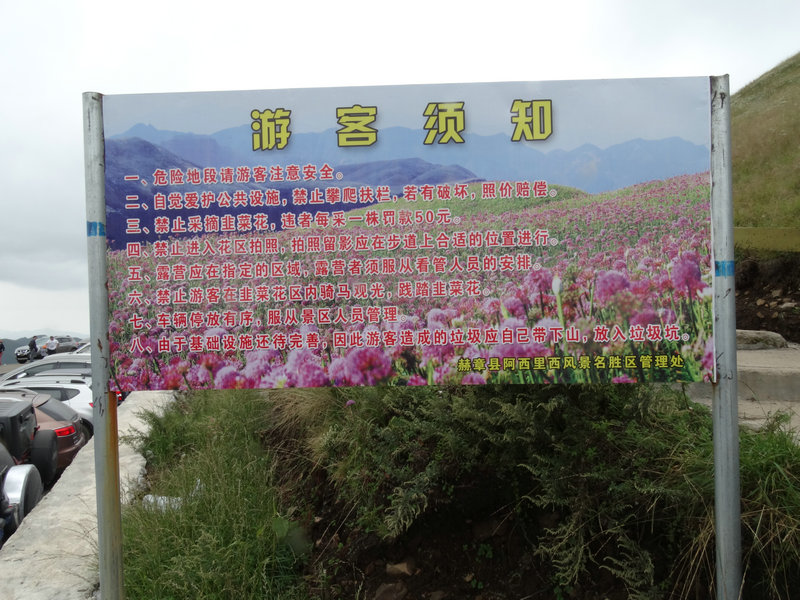 游客须知
一、危险地段请游客注意安全。
二、自觉爱护公共设施，禁止攀爬扶栏，若有破坏，照价赔偿。
三、禁止采摘韭菜花，违者每采一株罚款50元。
四、禁止进入花区拍照，拍照留影应在步道上合适的位置进行。
五、露营应在指定的区域，露营者须服从看管人员的安排。
六、禁止游客在韭菜花区内骑马观光，践踏韭菜花。
七、车辆停放有序，服从景区人员管理。
八、由于基础设施还待完善，因此游客造成的垃圾应自己带下山，放入垃圾坑。
赫章县阿西里西风景名胜区管理处